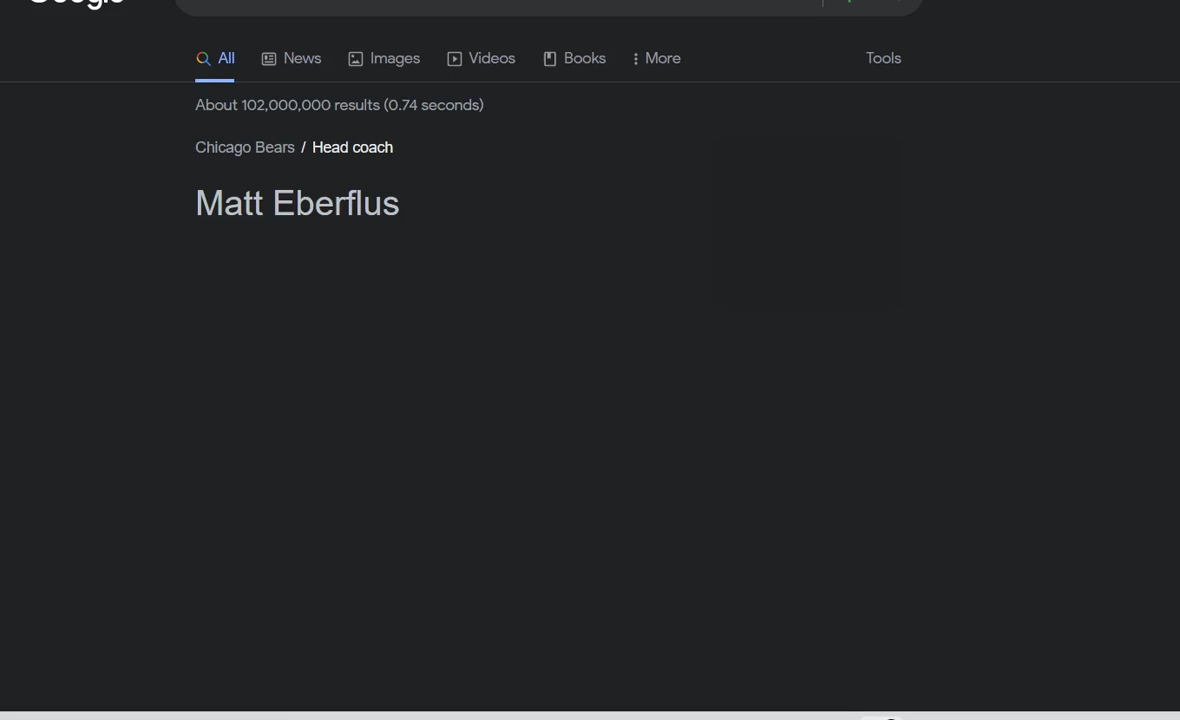 Google
All News Images Videos Books More Tools
About 102,000,000 results (0.74 seconds)
Chicago Bears / Head coach
Matt Eberflus